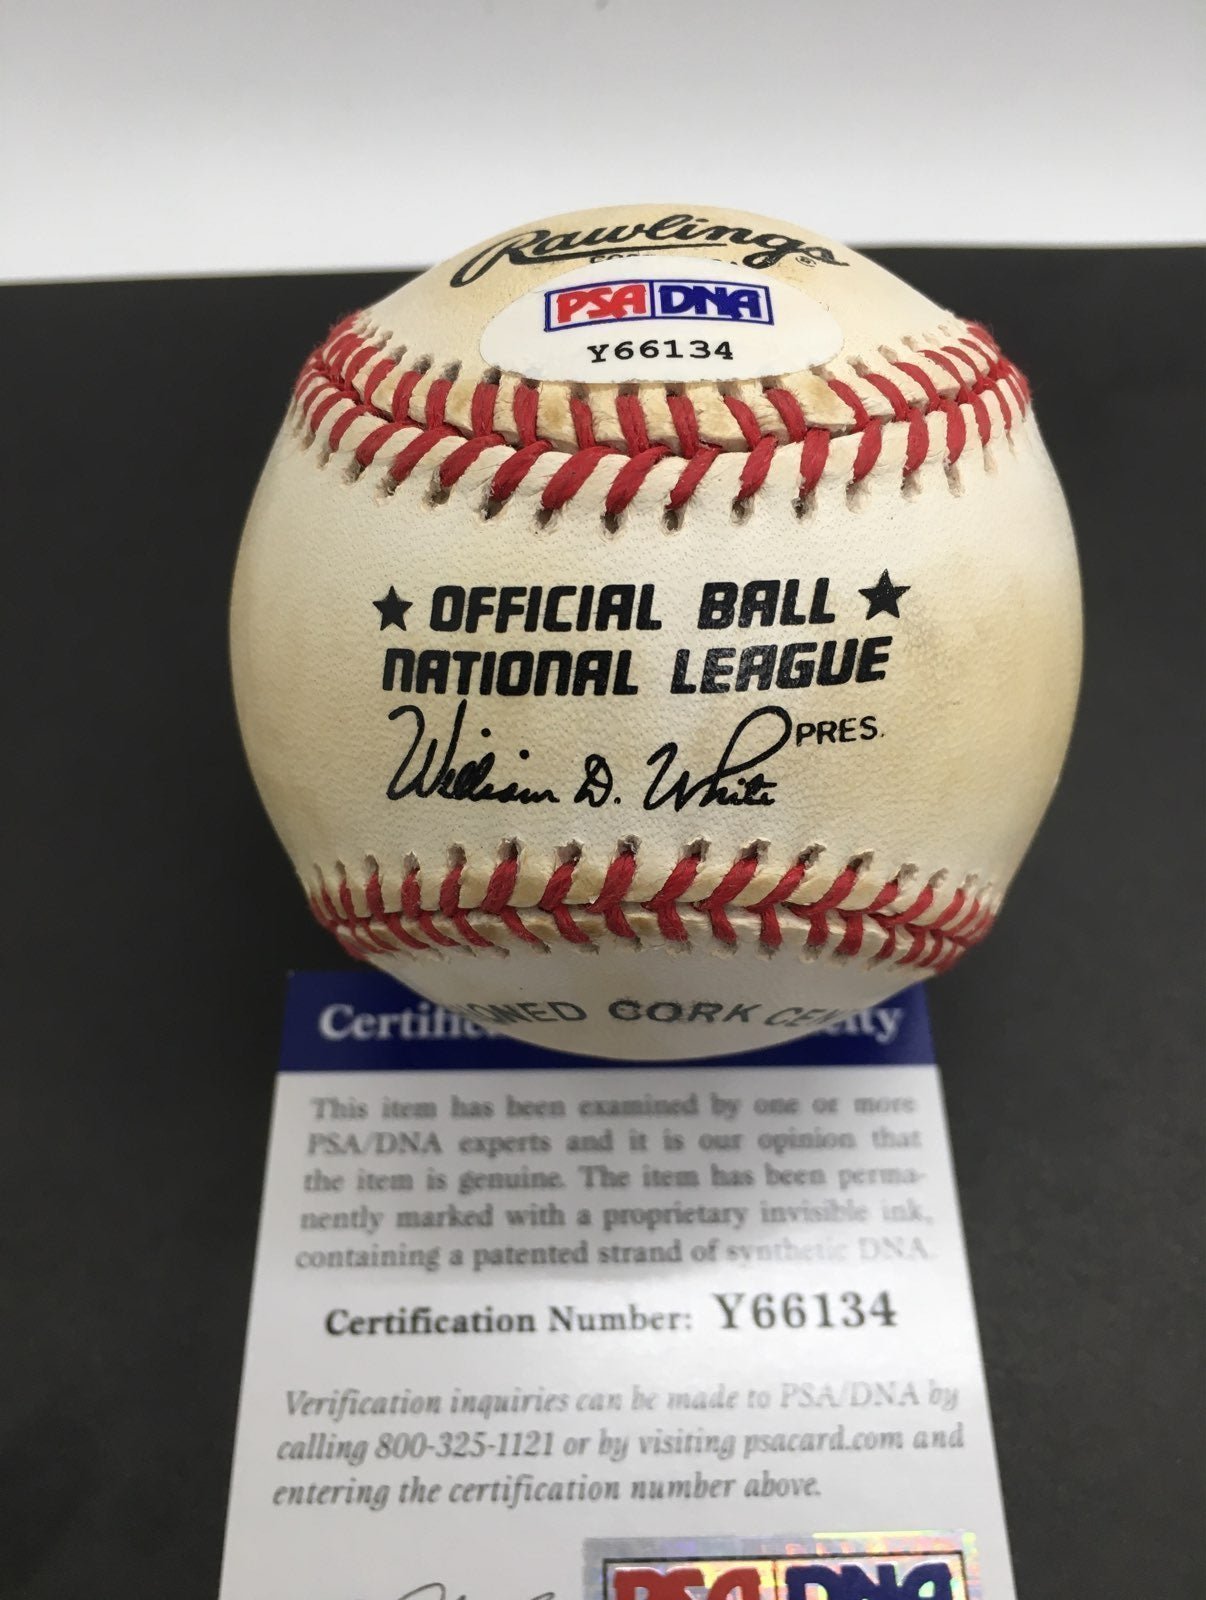 Rawlings ®
PSA DNA
Y66134
★ OFFICIAL BALL ★
NATIONAL LEAGUE
William D. White PRES.
CORK
This item has been examined by one or more
PSA/DNA experts and it is our opinion that
the item is genuine. The item has been perma-
nently marked with a proprietary invisible ink,
containing a patented strand of synthetic DNA.
Certification Number: Y66134
Verification inquiries can be made to PSA/DNA by
calling 800-325-1121 or by visiting psacard.com and
entering the certification number above.
PSA DNA